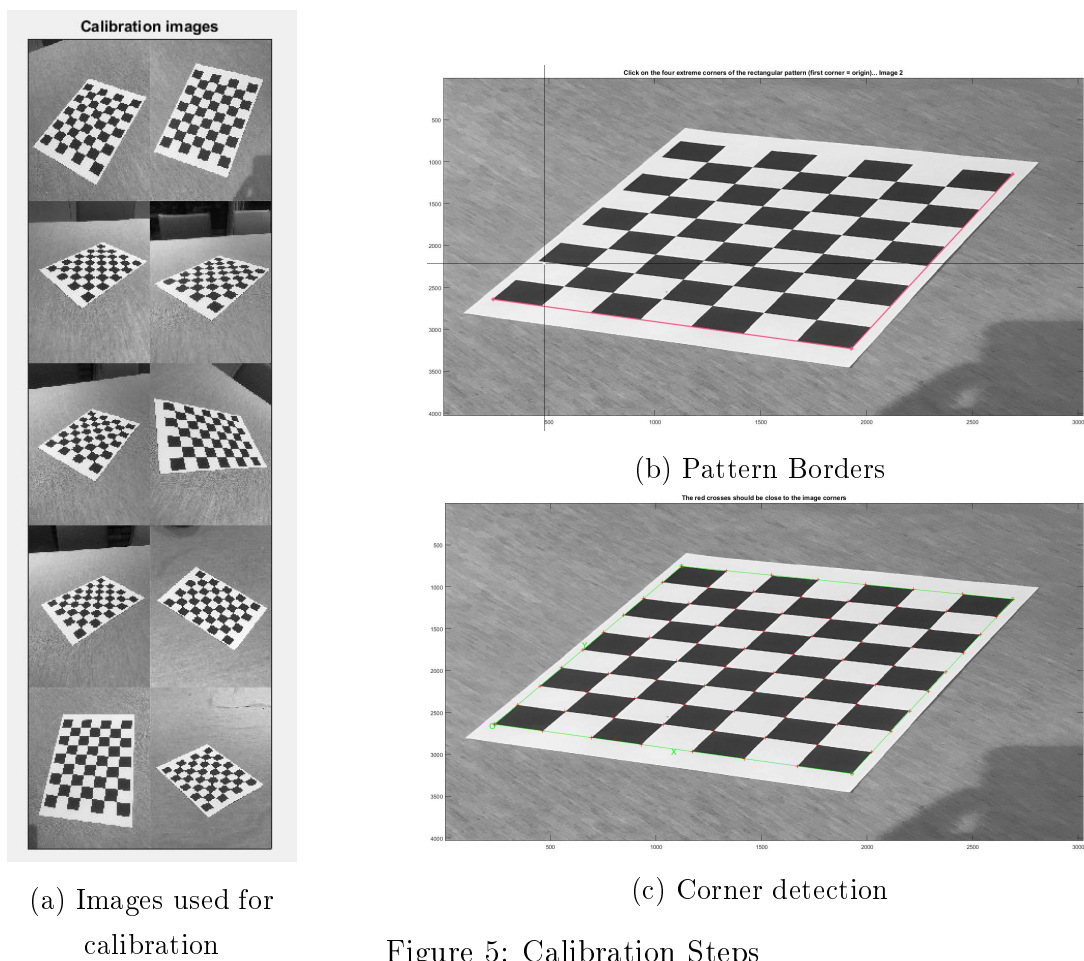 Calibration images
(a) Images used for
calibration
Click on the four extreme corners of the rectangular pattern (first corner = origin)... Image 2
500
1000
1500
2000
2500
3000
3500
4000
500
1000
1500
2000
2500
3000
(b) Pattern Borders
The red crosses should be close to the image corners
500
1000
1500
2000
2500
3000
3500
4000
Y
O
X
500
1000
1500
2000
2500
3000
(c) Corner detection
Figure 5: Calibration Steps